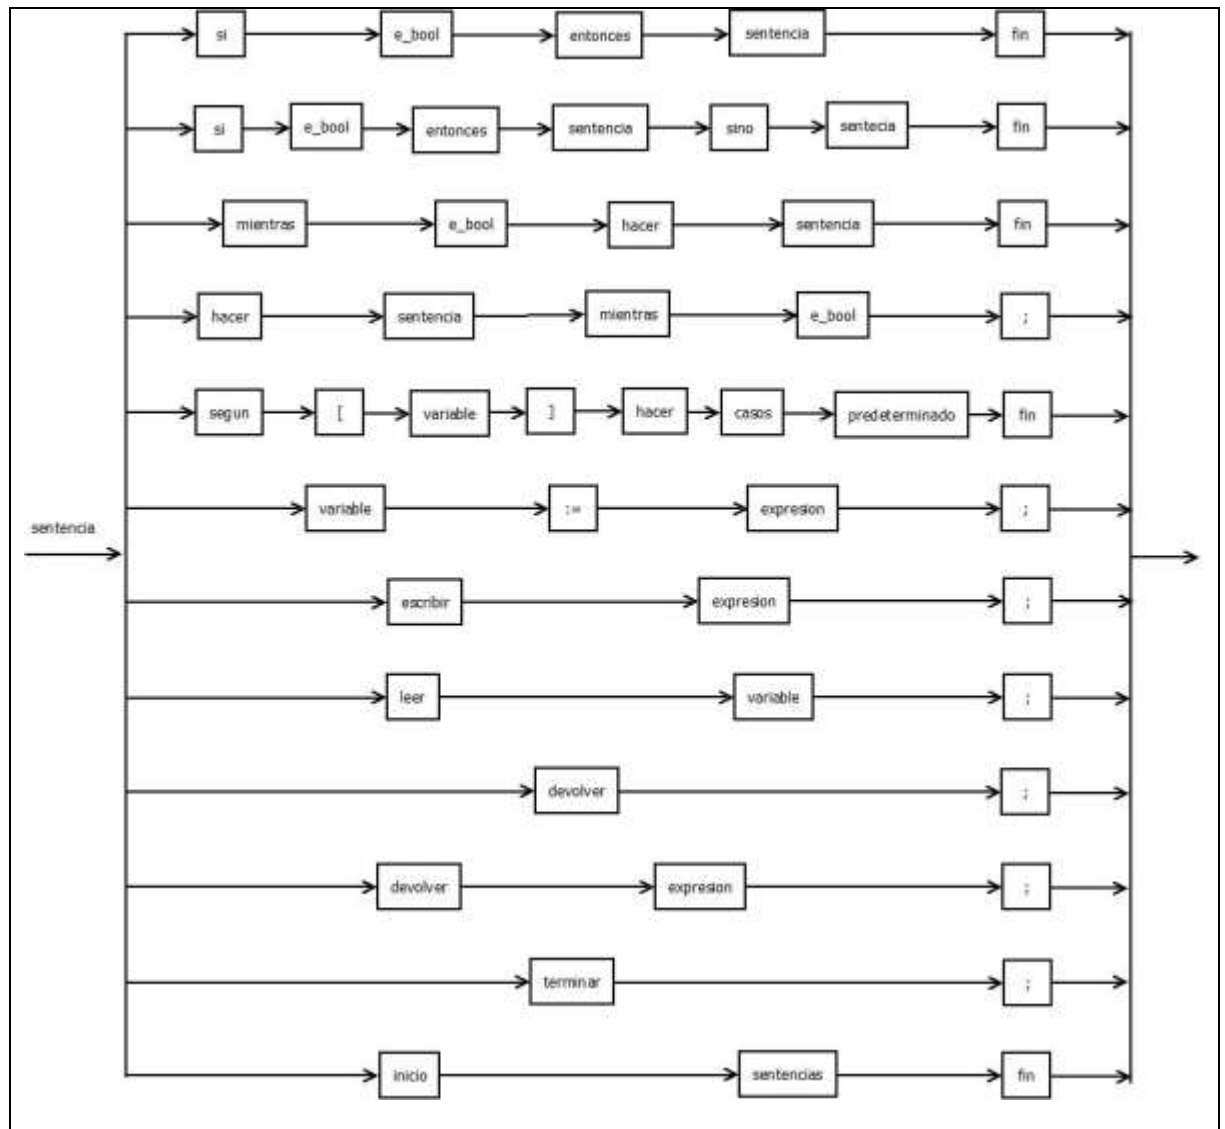 si e_bool entonces sentencia fin
si e_bool entonces sentencia sino sentecia fin
mientras e_bool hacer sentencia fin
hacer sentencia mientras e_bool ;
segun [ variable ] hacer casos predeterminado fin
variable := expresion ;
sentencia
escribir expresion ;
leer variable ;
devolver ;
devolver expresion ;
terminar ;
inicio sentencias fin